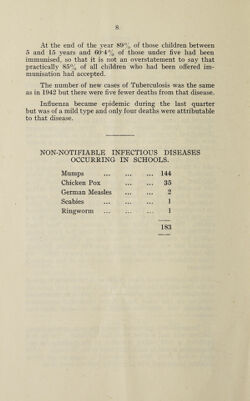 8
At the end of the year 89% of those children between
5 and 15 years and 60·4% of those under five had been
immunised, so that it is not an overstatement to say that
practically 85% of all children who had been offered im-
munisation had accepted.
The number of new cases of Tuberculosis was the same
as in 1942 but there were five fewer deaths from that disease.
Influenza became epidemic during the last quarter
but was of a mild type and only four deaths were attributable
to that disease.
NON-NOTIFIABLE INFECTIOUS DISEASES
OCCURRING IN SCHOOLS.
Mumps ... ... ... 144
Chicken Pox ... ... 35
German Measles ... ... 2
Scabies ... ... ... 1
Ringworm ... ... ... 1
183